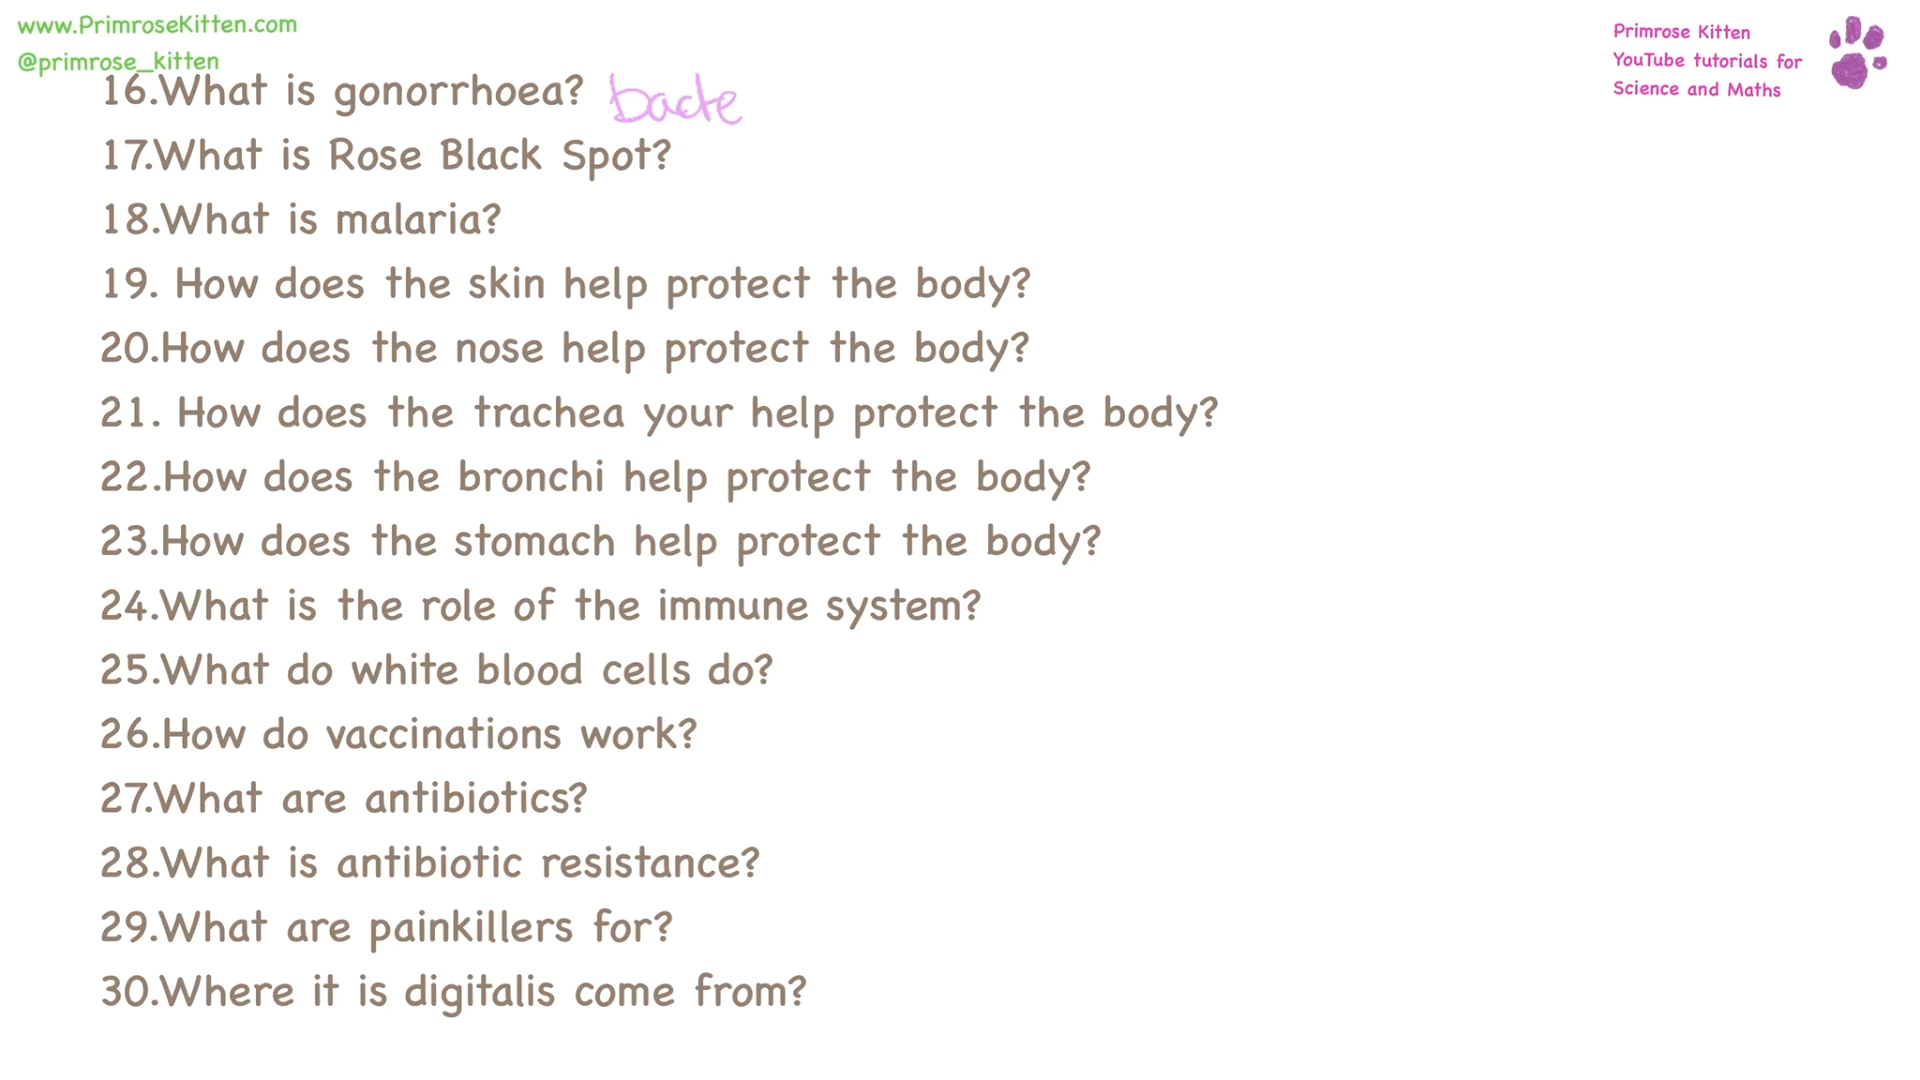 www.PrimroseKitten.com
@primrose_kitten
Primrose Kitten
YouTube tutorials for
Science and Maths
16.What is gonorrhoea? bacte
17.What is Rose Black Spot?
18.What is malaria?
19. How does the skin help protect the body?
20.How does the nose help protect the body?
21. How does the trachea your help protect the body?
22.How does the bronchi help protect the body?
23.How does the stomach help protect the body?
24.What is the role of the immune system?
25.What do white blood cells do?
26.How do vaccinations work?
27.What are antibiotics?
28.What is antibiotic resistance?
29.What are painkillers for?
30.Where it is digitalis come from?